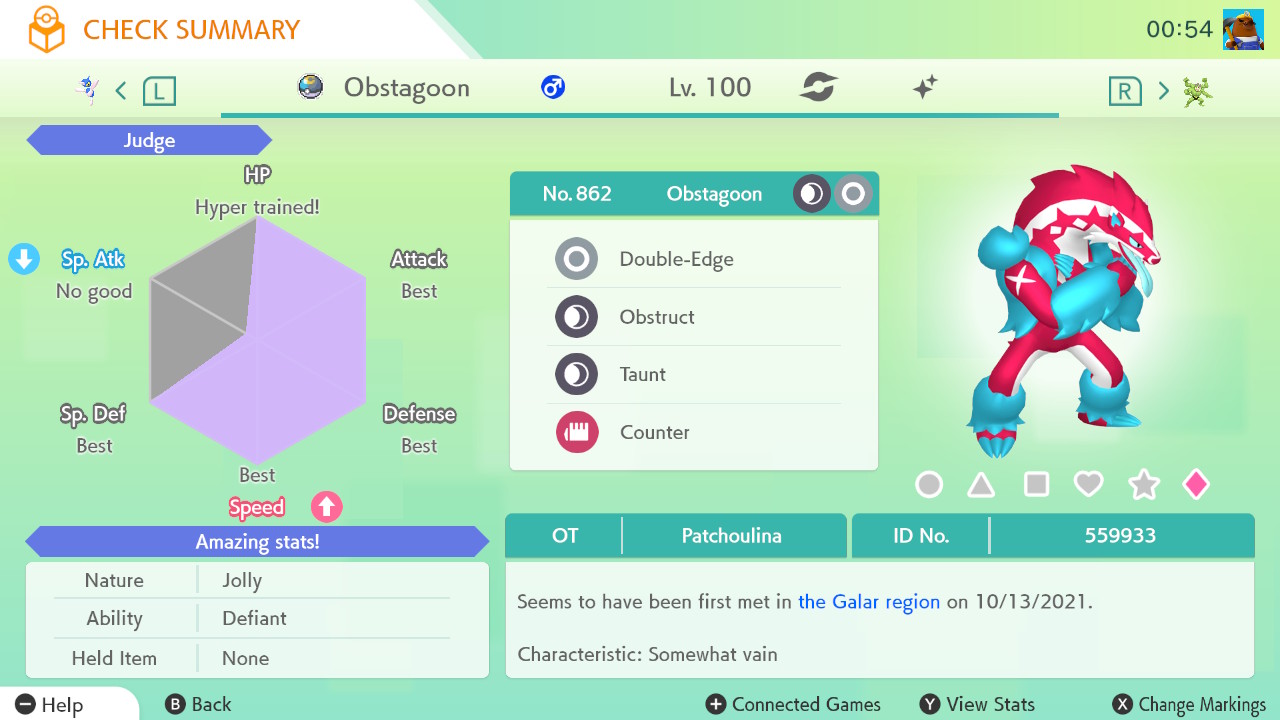 CHECK SUMMARY
00:54
L
Obstagoon
Lv. 100
R
Judge
HP
Hyper trained!
Sp. Atk
No good
Attack
Best
Sp. Def
Best
Defense
Best
Best
Speed
Amazing stats!
Nature Jolly
Ability Defiant
Held Item None
No. 862 Obstagoon
Double-Edge
Obstruct
Taunt
Counter
OT Patchoulina ID No. 559933
Seems to have been first met in the Galar region on 10/13/2021.
Characteristic: Somewhat vain
Help
B Back
Connected Games
Y View Stats
X Change Markings